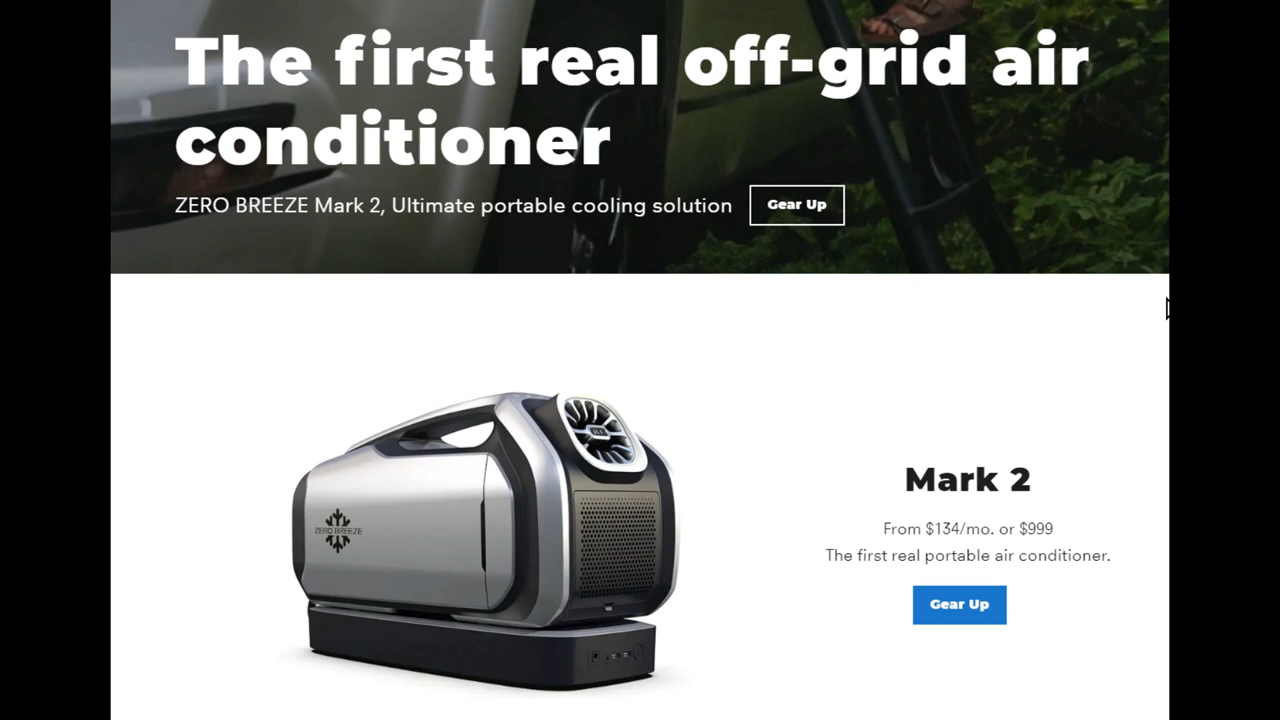 The first real off-grid air
conditioner
ZERO BREEZE Mark 2, Ultimate portable cooling solution
Gear Up
ZERO BREEZE
Mark 2
From $134/mo. or $999
The first real portable air conditioner.
Gear Up